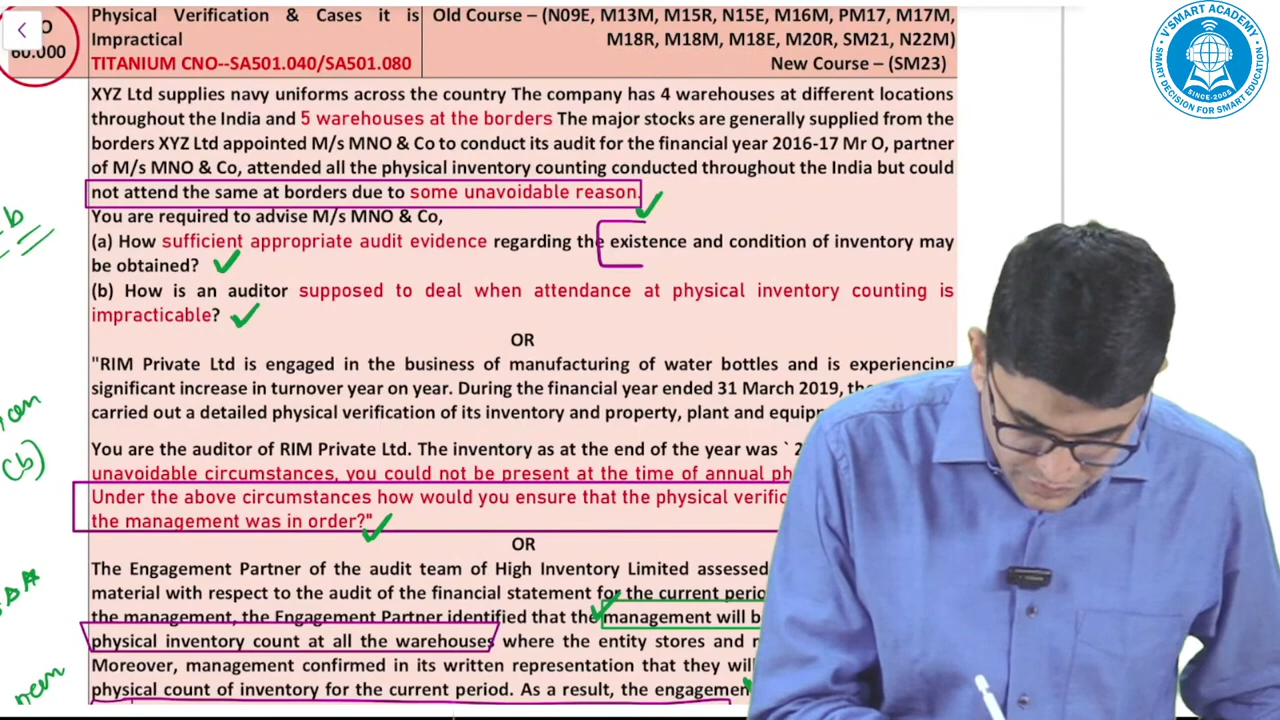 O
60.000
Physical Verification & Cases it is Impractical
TITANIUM CNO--SA501.040/SA501.080
Old Course – (N09E, M13M, M15R, N15E, M16M, PM17, M17M,
M18R, M18M, M18E, M20R, SM21, N22M)
New Course – (SM23)
V'SMART ACADEMY
SINCE-2005
SMART DECISION FOR SMART EDUCATION
XYZ Ltd supplies navy uniforms across the country The company has 4 warehouses at different locations
throughout the India and 5 warehouses at the borders The major stocks are generally supplied from the
borders XYZ Ltd appointed M/s MNO & Co to conduct its audit for the financial year 2016-17 Mr O, partner
of M/s MNO & Co, attended all the physical inventory counting conducted throughout the India but could
not attend the same at borders due to some unavoidable reason.
You are required to advise M/s MNO & Co,
(a) How sufficient appropriate audit evidence regarding the existence and condition of inventory may
be obtained?
(b) How is an auditor supposed to deal when attendance at physical inventory counting is
impracticable?
OR
"RIM Private Ltd is engaged in the business of manufacturing of water bottles and is experiencing
significant increase in turnover year on year. During the financial year ended 31 March 2019,
carried out a detailed physical verification of its inventory and property, plant and
You are the auditor of RIM Private Ltd. The inventory as at the end of the year was ` 2
unavoidable circumstances, you could not be present at the time of annual
Under the above circumstances how would you ensure that the physical
the management was in order?"
OR
The Engagement Partner of the audit team of High Inventory Limited assessed
material with respect to the audit of the financial statement for the current
the management, the Engagement Partner identified that the management will
physical inventory count at all the warehouses where the entity stores and
Moreover, management confirmed in its written representation that they
physical count of inventory for the current period. As a result, the
b
(b)